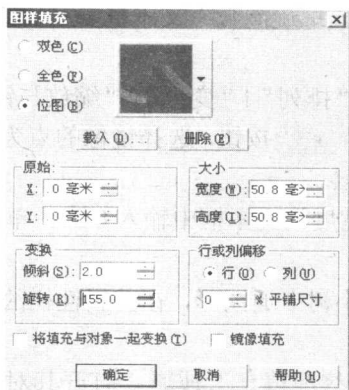 图样填充
双色(C)
全色(F)
位图(B)
载入(D). 删除(E)
原始:
X: 0 毫米
Y: 0 毫米
大小
宽度(W): 50.8 毫
高度(I): 50.8 毫
变换
倾斜(S): 2.0
旋转(R): 155.0
行或列偏移
行(O) 列(U)
0 % 平铺尺寸
将填充与对象一起变换(T) 镜像填充
确定 取消 帮助(H)